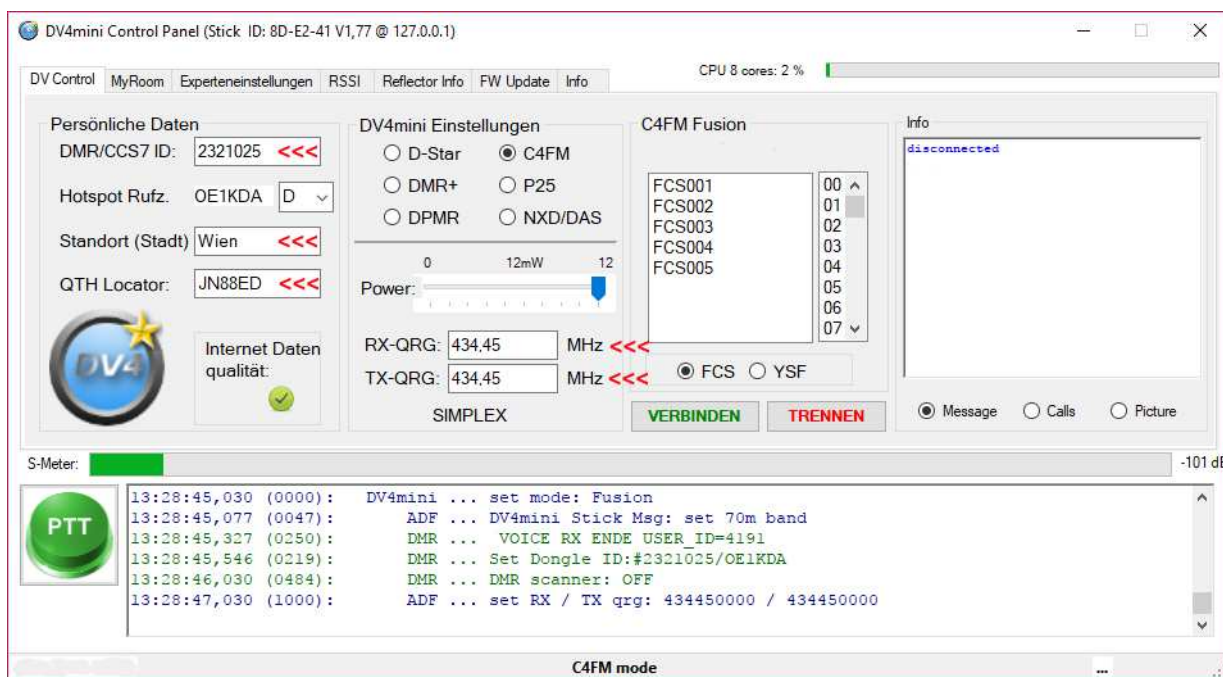 DV4mini Control Panel (Stick ID: 8D-E2-41 V1,77 @ 127.0.0.1)
DV Control MyRoom Experteneinstellungen RSSI Reflector Info FW Update Info
CPU 8 cores: 2 %
Persönliche Daten
DMR/CCS7 ID: 2321025 <<<
Hotspot Rufz. OE1KDA D
Standort (Stadt) Wien <<<
QTH Locator: JN88ED <<<
DV4
Internet Daten
qualität:
DV4mini Einstellungen
D-Star C4FM
DMR+ P25
DPMR NXD/DAS
0 12mW 12
Power:
RX-QRG: 434,45 MHz <<<
TX-QRG: 434,45 MHz <<<
SIMPLEX
C4FM Fusion
FCS001
FCS002
FCS003
FCS004
FCS005
00
01
02
03
04
05
06
07
FCS YSF
VERBINDEN TRENNEN
Info
disconnected
Message Calls Picture
S-Meter: -101 dB
PTT
13:28:45,030 (0000): DV4mini ... set mode: Fusion
13:28:45,077 (0047): ADF ... DV4mini Stick Msg: set 70m band
13:28:45,327 (0250): DMR ... VOICE RX ENDE USER_ID=4191
13:28:45,546 (0219): DMR ... Set Dongle ID:#2321025/OE1KDA
13:28:46,030 (0484): DMR ... DMR scanner: OFF
13:28:47,030 (1000): ADF ... set RX / TX qrg: 434450000 / 434450000
C4FM mode ...